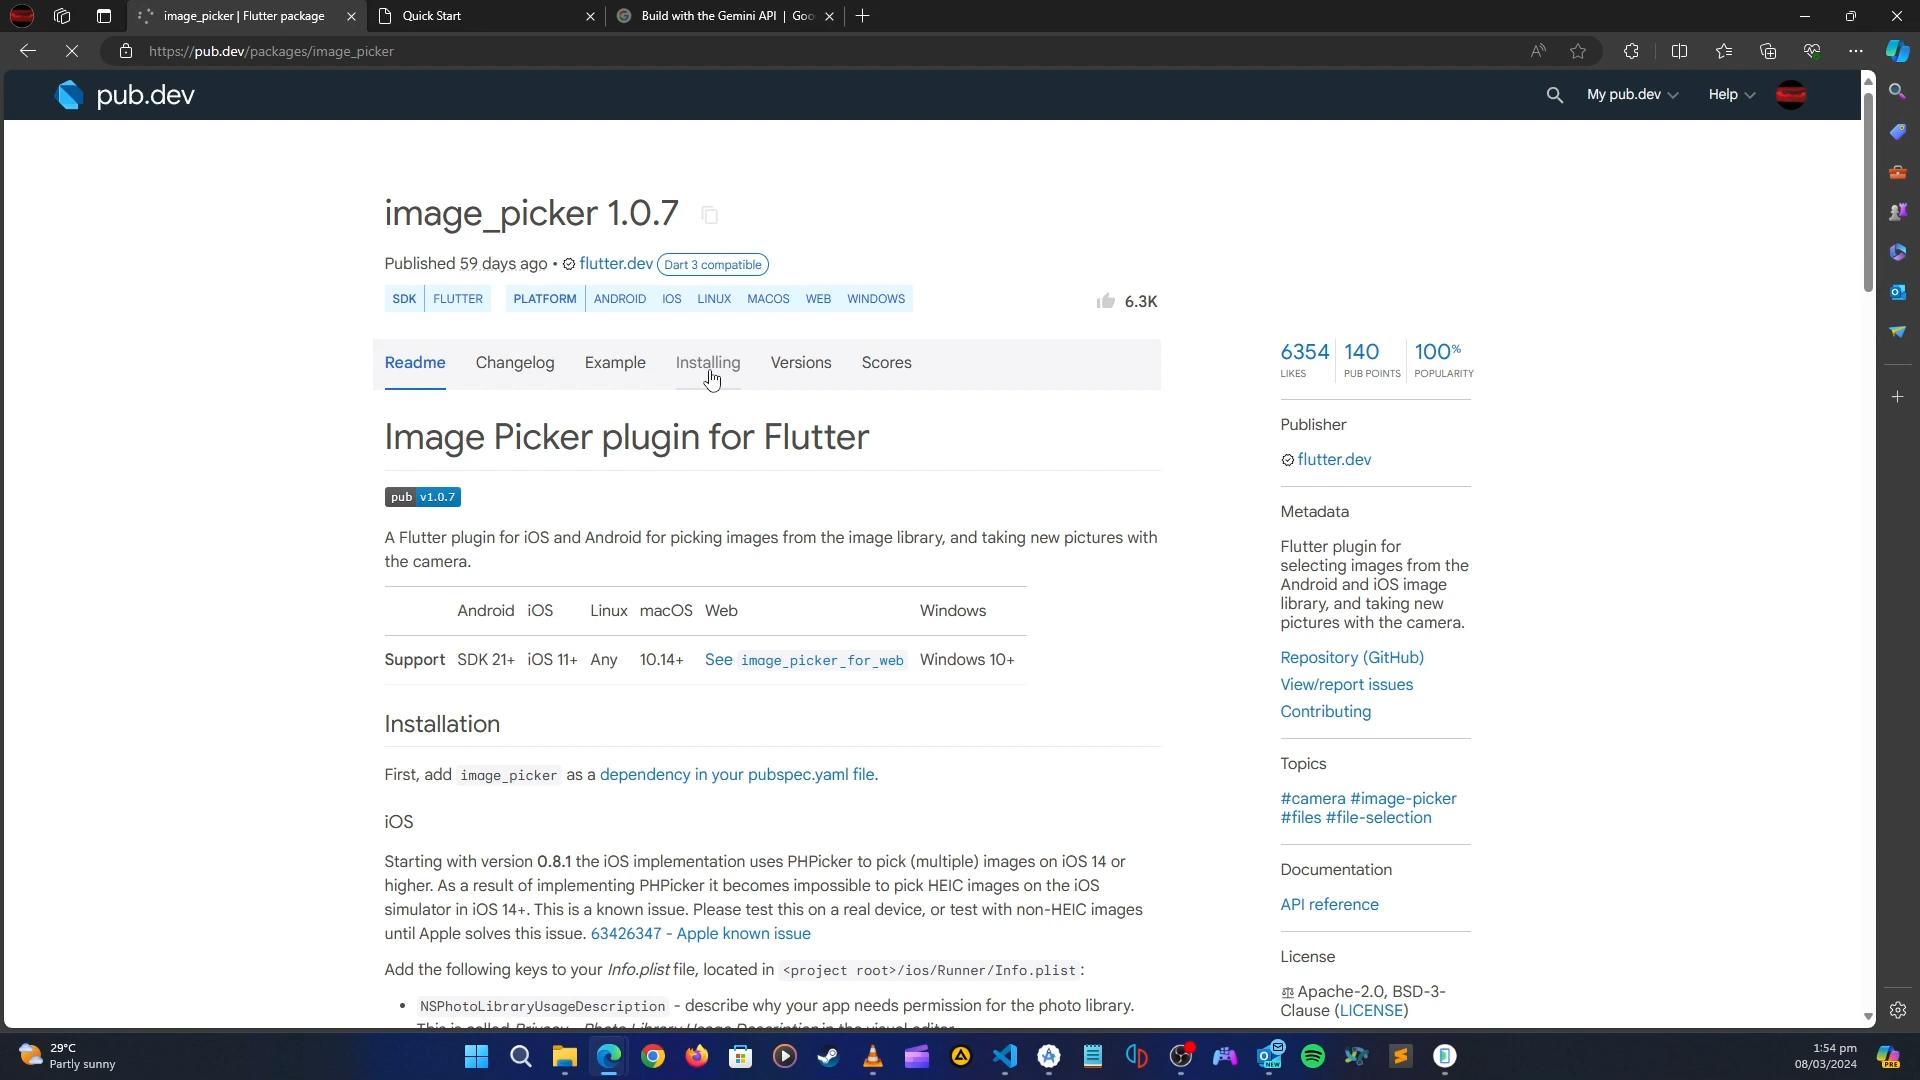 image_picker | Flutter package
Quick Start
Build with the Gemini API | Goo
https://pub.dev/packages/image_picker
pub.dev
My pub.dev
Help
image_picker 1.0.7
Published 59 days ago • flutter.dev Dart 3 compatible
SDK FLUTTER PLATFORM ANDROID IOS LINUX MACOS WEB WINDOWS
6.3K
Readme Changelog Example Installing Versions Scores
Image Picker plugin for Flutter
pub v1.0.7
A Flutter plugin for iOS and Android for picking images from the image library, and taking new pictures with
the camera.
Android iOS Linux macOS Web Windows
Support SDK 21+ iOS 11+ Any 10.14+ See image_picker_for_web Windows 10+
Installation
First, add image_picker as a dependency in your pubspec.yaml file.
iOS
Starting with version 0.8.1 the iOS implementation uses PHPicker to pick (multiple) images on iOS 14 or
higher. As a result of implementing PHPicker it becomes impossible to pick HEIC images on the iOS
simulator in iOS 14+. This is a known issue. Please test this on a real device, or test with non-HEIC images
until Apple solves this issue. 63426347 - Apple known issue
Add the following keys to your Info.plist file, located in <project root>/ios/Runner/Info.plist:
• NSPhotoLibraryUsageDescription - describe why your app needs permission for the photo library.
This is called Privacy - Photo Library Usage Description in the visual editor.
6354 140 100%
LIKES PUB POINTS POPULARITY
Publisher
flutter.dev
Metadata
Flutter plugin for
selecting images from the
Android and iOS image
library, and taking new
pictures with the camera.
Repository (GitHub)
View/report issues
Contributing
Topics
#camera #image-picker
#files #file-selection
Documentation
API reference
License
Apache-2.0, BSD-3-
Clause (LICENSE)
29°C
Partly sunny
NEW
1:54 pm
08/03/2024
PRE